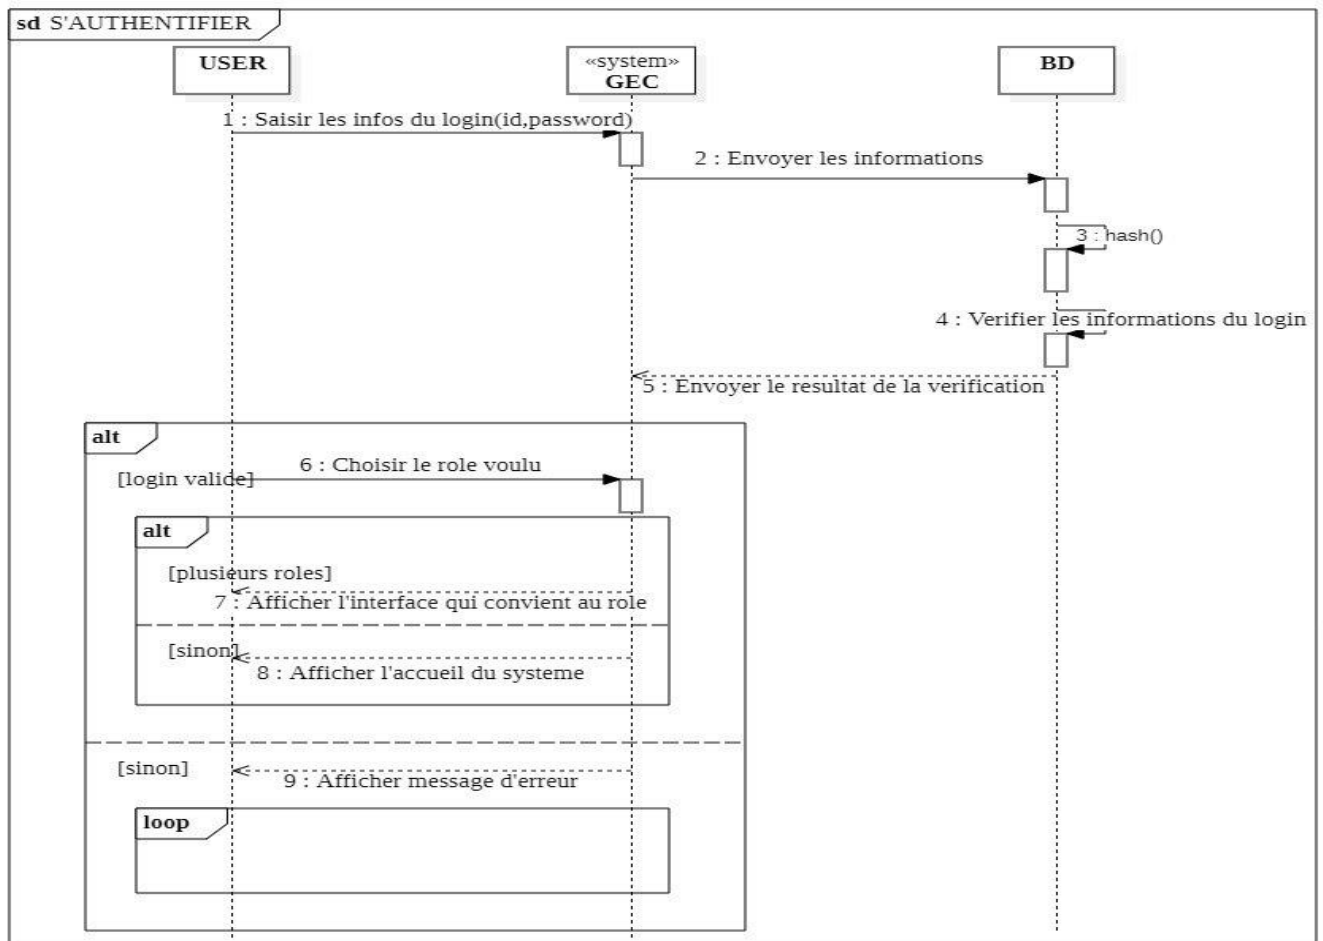 sd S'AUTHENTIFIER
USER
«system»
GEC
BD
1 : Saisir les infos du login(id,password)
2 : Envoyer les informations
3 : hash()
4 : Verifier les informations du login
5 : Envoyer le resultat de la verification
alt
6 : Choisir le role voulu
[login valide]
alt
[plusieurs roles]
7 : Afficher l'interface qui convient au role
[sinon]
8 : Afficher l'accueil du systeme
[sinon]
9 : Afficher message d'erreur
loop